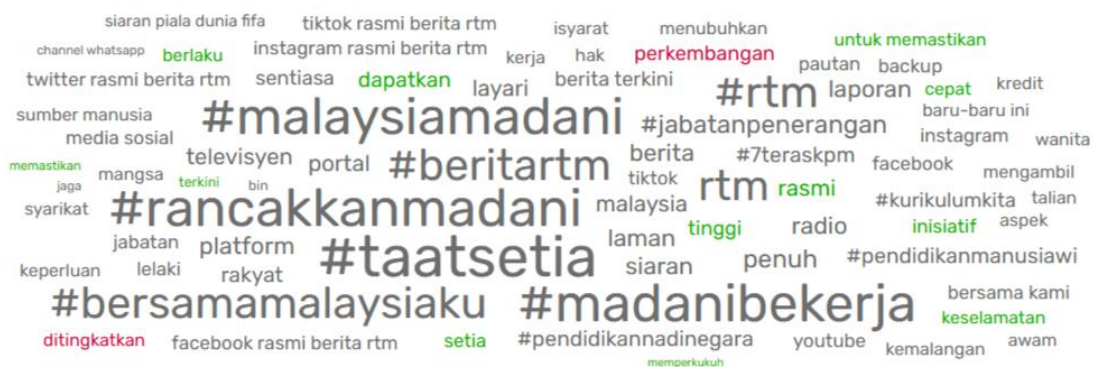 siaran piala dunia fifa tiktok rasmi berita rtm isyarat menubuhkan
channel whatsapp berlaku instagram rasmi berita rtm kerja hak perkembangan untuk memastikan
twitter rasmi berita rtm sentiasa dapatkan layari berita terkini pautan backup
#rtm laporan cepat kredit
sumber manusia #malaysiamadani #jabatanpenerangan baru-baru ini
media sosial instagram wanita
memastikan mangsa televisyen portal #beritartm berita #7teraskpm facebook mengambil
jaga terkini bin tiktok rtm rasmi
syarikat #rancakkanmadani malaysia #kurikulumkita talian
jabatan platform #taatsetia laman tinggi radio inisiatif aspek
keperluan lelaki rakyat siaran penuh #pendidikanmanusiawi
#bersamamalaysiaku #madanibekerja bersama kami
keselamatan
ditingkatkan facebook rasmi berita rtm setia #pendidikannadinegara youtube kemalangan awam
memperkukuh